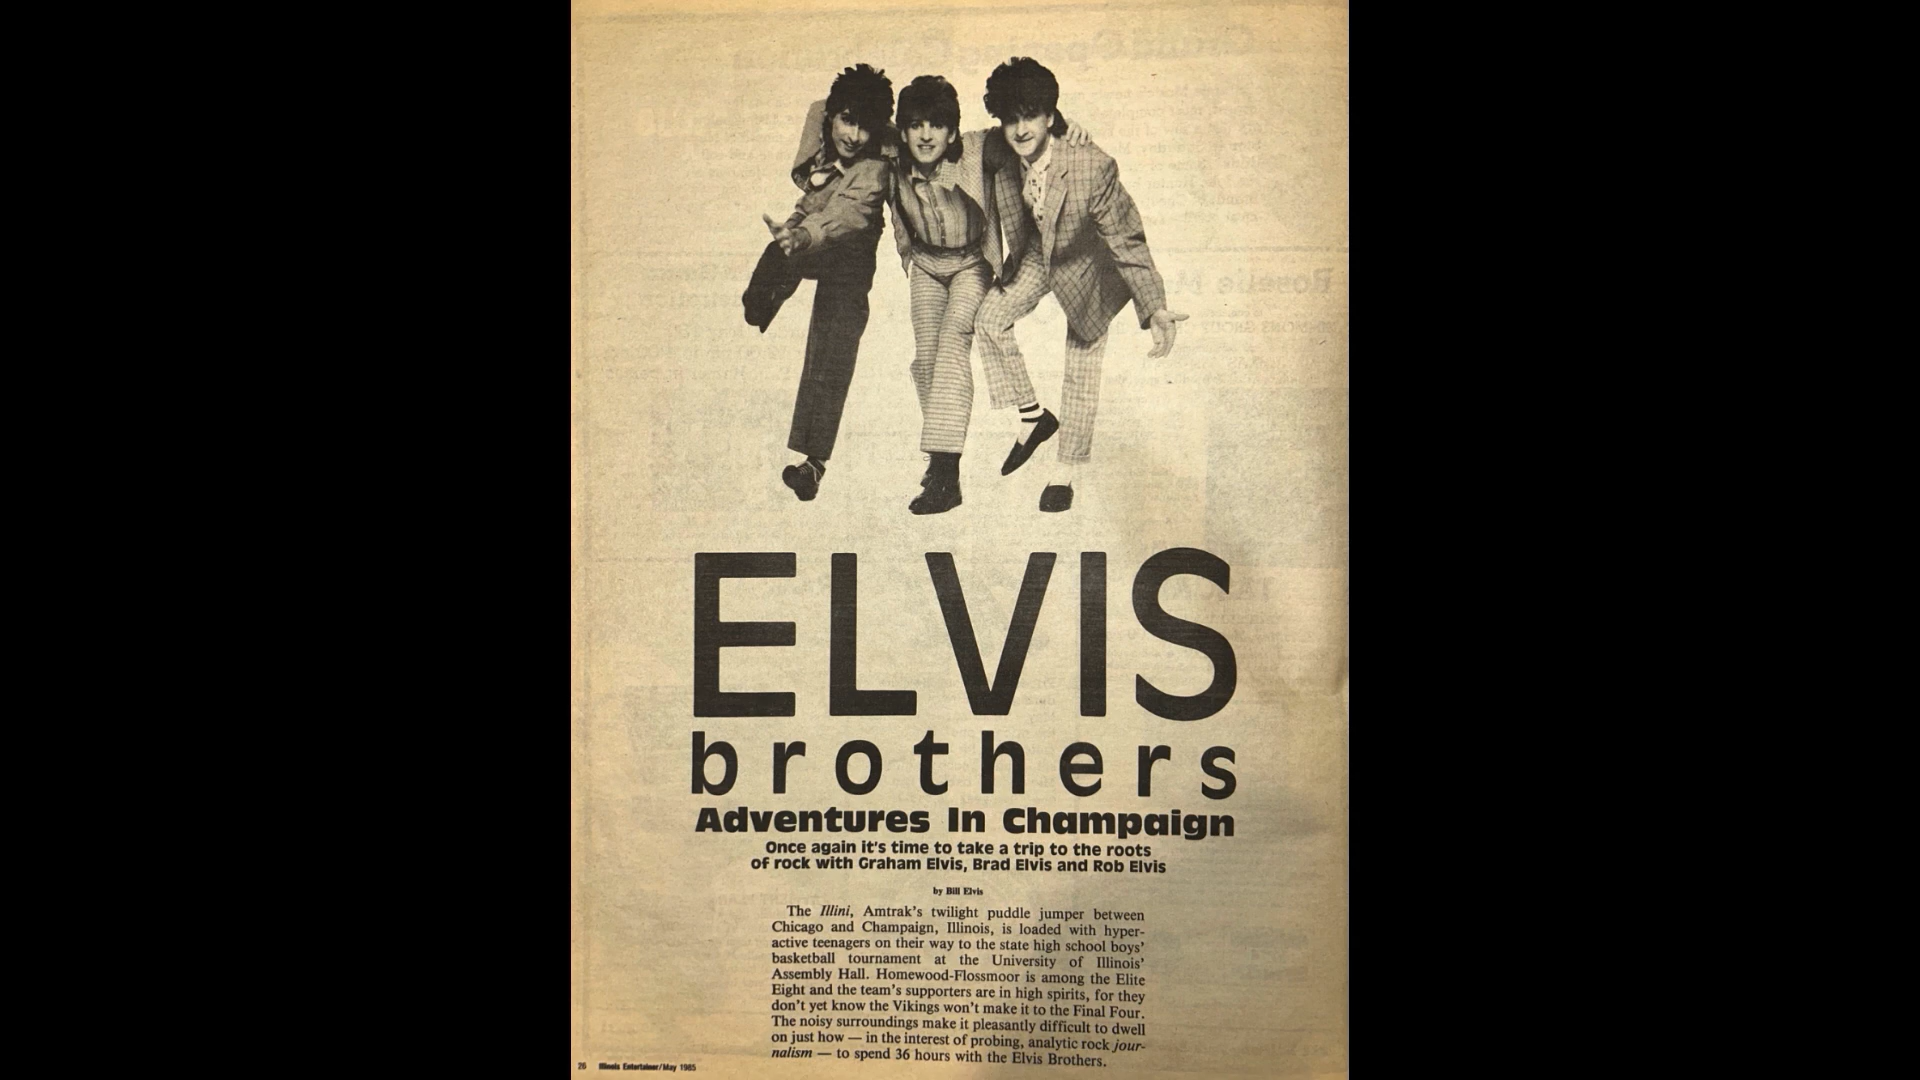 ELVIS
brothers
Adventures In Champaign
Once again it's time to take a trip to the roots
of rock with Graham Elvis, Brad Elvis and Rob Elvis
by Bill Elvis
The Illini, Amtrak's twilight puddle jumper between
Chicago and Champaign, Illinois, is loaded with hyper-
active teenagers on their way to the state high school boys'
basketball tournament at the University of Illinois'
Assembly Hall. Homewood-Flossmoor is among the Elite
Eight and the team's supporters are in high spirits, for they
don't yet know the Vikings won't make it to the Final Four.
The noisy surroundings make it pleasantly difficult to dwell
on just how — in the interest of probing, analytic rock jour-
nalism — to spend 36 hours with the Elvis Brothers.
26 Illinois Entertainer/May 1985